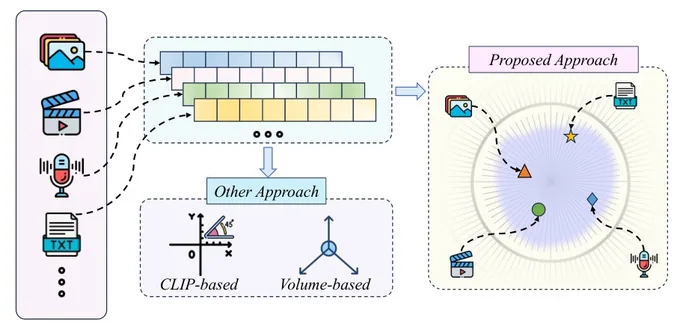 TXT
Other Approach
Y
45°
0
X
CLIP-based
Volume-based
Proposed Approach
TXT